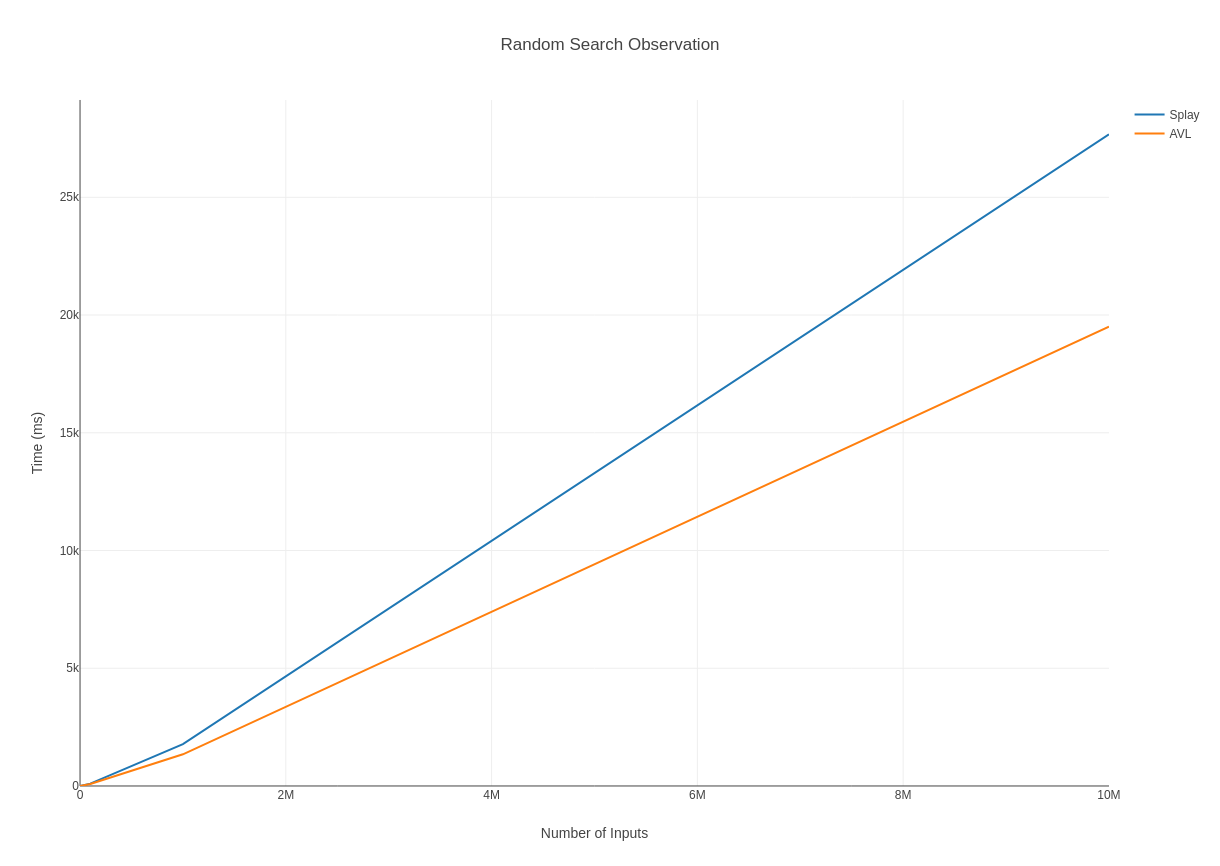 Random Search Observation
Splay
AVL
25k
20k
15k
10k
5k
0
Time (ms)
0 2M 4M 6M 8M 10M
Number of Inputs